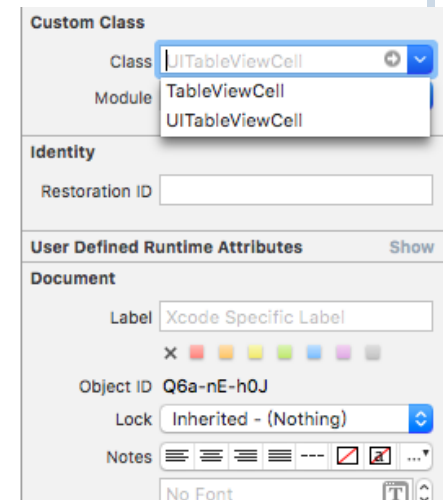 Custom Class
Class UITableViewCell
Module TableViewCell
UITableViewCell
Identity
Restoration ID
User Defined Runtime Attributes Show
Document
Label Xcode Specific Label
Object ID Q6a-nE-h0J
Lock Inherited - (Nothing)
Notes --- a ...
No Font T